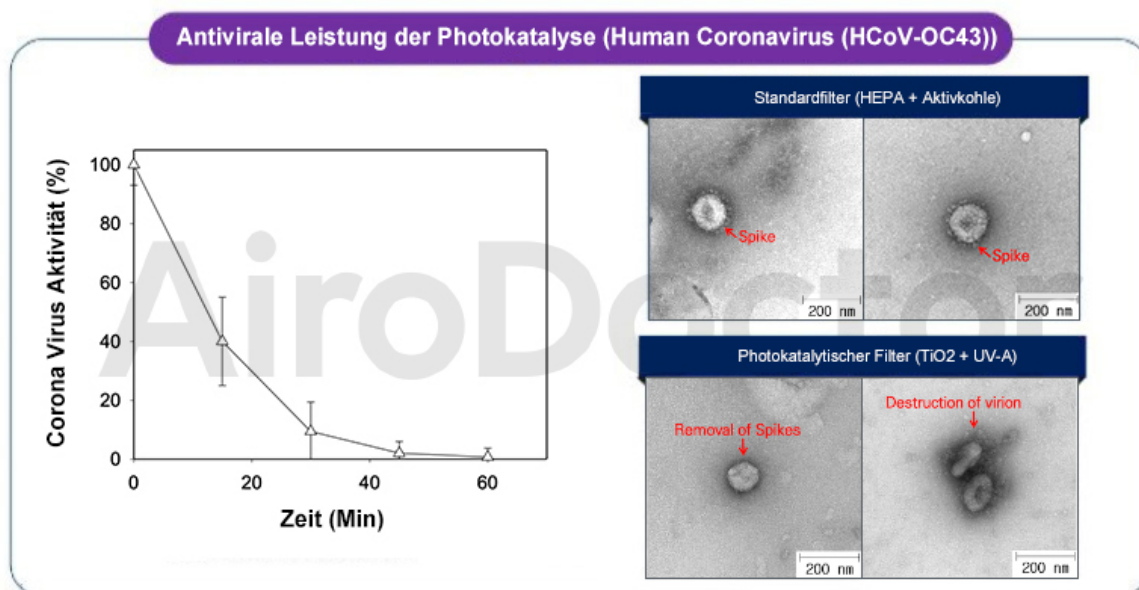 Antivirale Leistung der Photokatalyse (Human Coronavirus (HCoV-OC43))
Corona Virus Aktivität (%)
100
80
60
40
20
0
0
20
40
60
Zeit (Min)
Standardfilter (HEPA + Aktivkohle)
Spike
200 nm
Spike
200 nm
Photokatalytischer Filter (TiO2 + UV-A)
Removal of Spikes
200 nm
Destruction of virion
200 nm
AiroDoctor